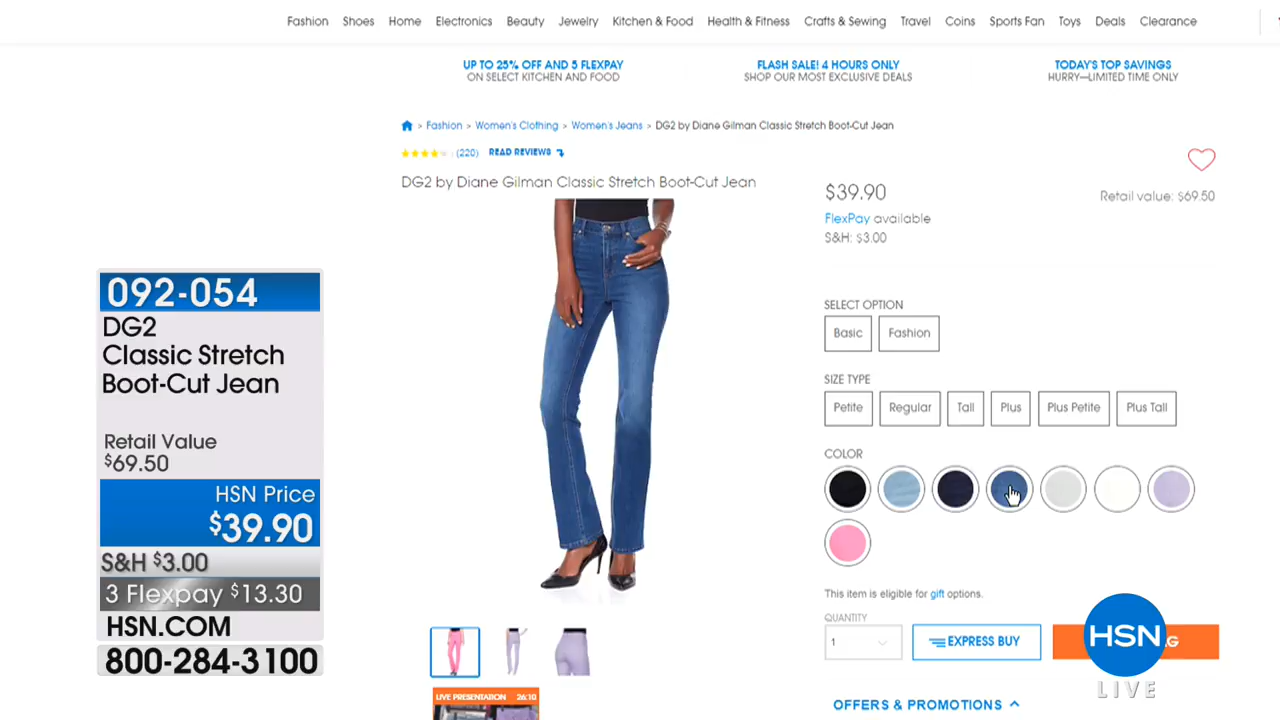 Fashion Shoes Home Electronics Beauty Jewelry Kitchen & Food Health & Fitness Crafts & Sewing Travel Coins Sports Fan Toys Deals Clearance
UP TO 25% OFF AND 5 FLEXPAY
ON SELECT KITCHEN AND FOOD
FLASH SALE! 4 HOURS ONLY
SHOP OUR MOST EXCLUSIVE DEALS
TODAY'S TOP SAVINGS
HURRY—LIMITED TIME ONLY
> Fashion > Women's Clothing > Women's Jeans > DG2 by Diane Gilman Classic Stretch Boot-Cut Jean
(220) READ REVIEWS
DG2 by Diane Gilman Classic Stretch Boot-Cut Jean
$39.90
Retail value: $69.50
FlexPay available
S&H: $3.00
SELECT OPTION
Basic Fashion
SIZE TYPE
Petite Regular Tall Plus Plus Petite Plus Tall
COLOR
This item is eligible for gift options.
QUANTITY
1
EXPRESS BUY
OFFERS & PROMOTIONS
092-054
DG2
Classic Stretch
Boot-Cut Jean
Retail Value
$69.50
HSN Price
$39.90
S&H $3.00
3 Flexpay $13.30
HSN.COM
800-284-3100
LIVE PRESENTATION 26:10
HSN
LIVE